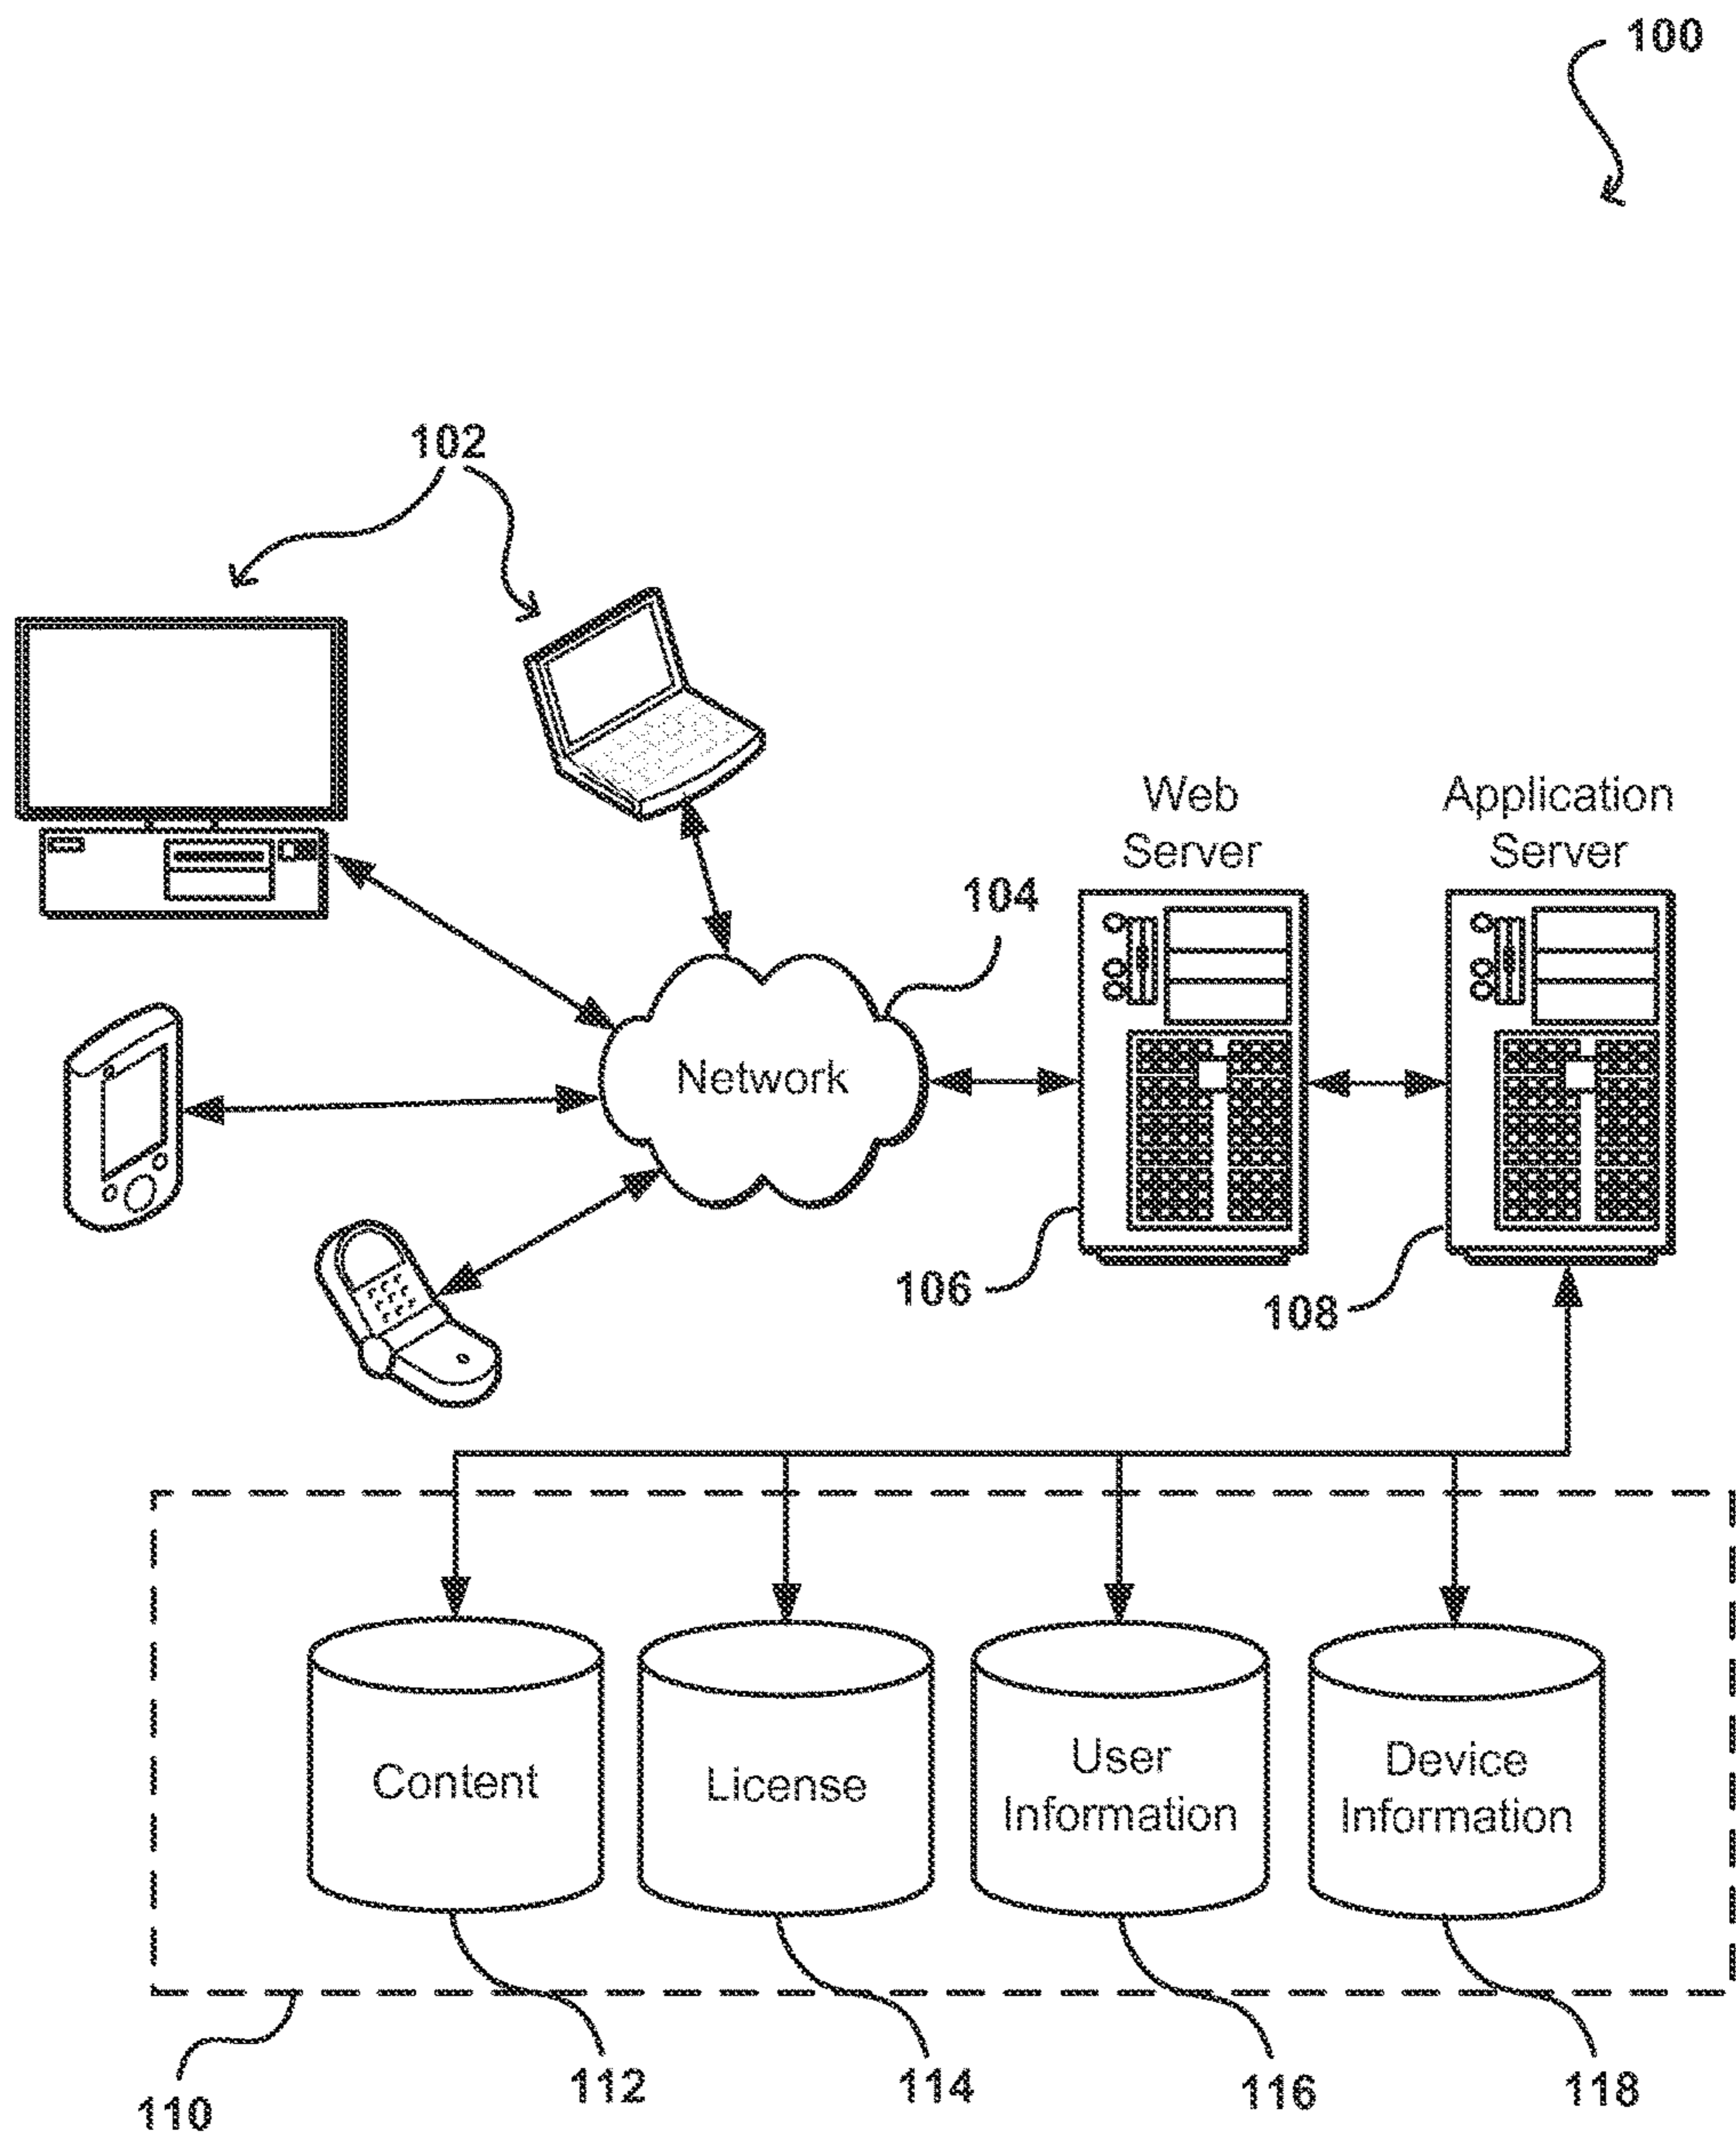 100
102
Web
Server
Application
Server
104
Network
106
108
Content
License
User
Information
Device
Information
110
112
114
116
118